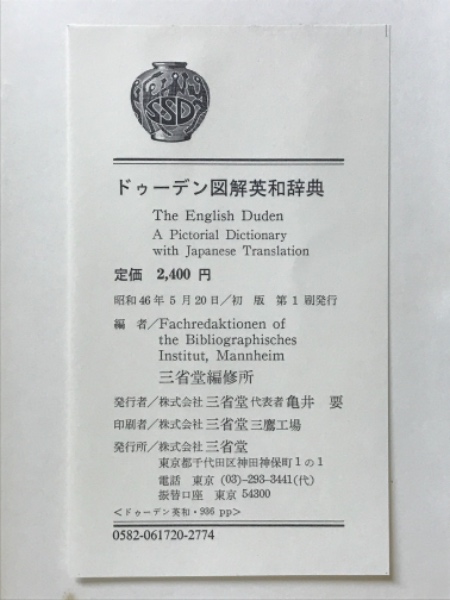 SSD
ドゥーデン図解英和辞典
The English Duden
A Pictorial Dictionary
with Japanese Translation
定価 2,400 円
昭和46年 5 月 20 日/初 版 第 1 刷発行
編 者/Fachredaktionen of
the Bibliographisches
Institut, Mannheim
三省堂編修所
発行者/株式会社 三省堂 代表者 亀井 要
印刷者/株式会社 三省堂 三鷹工場
発行所/株式会社 三省堂
東京都千代田区神田神保町1の1
電話 東京 (03)-293-3441(代)
振替口座 東京 54300
<ドゥーデン英和・936 pp>
0582-061720-2774